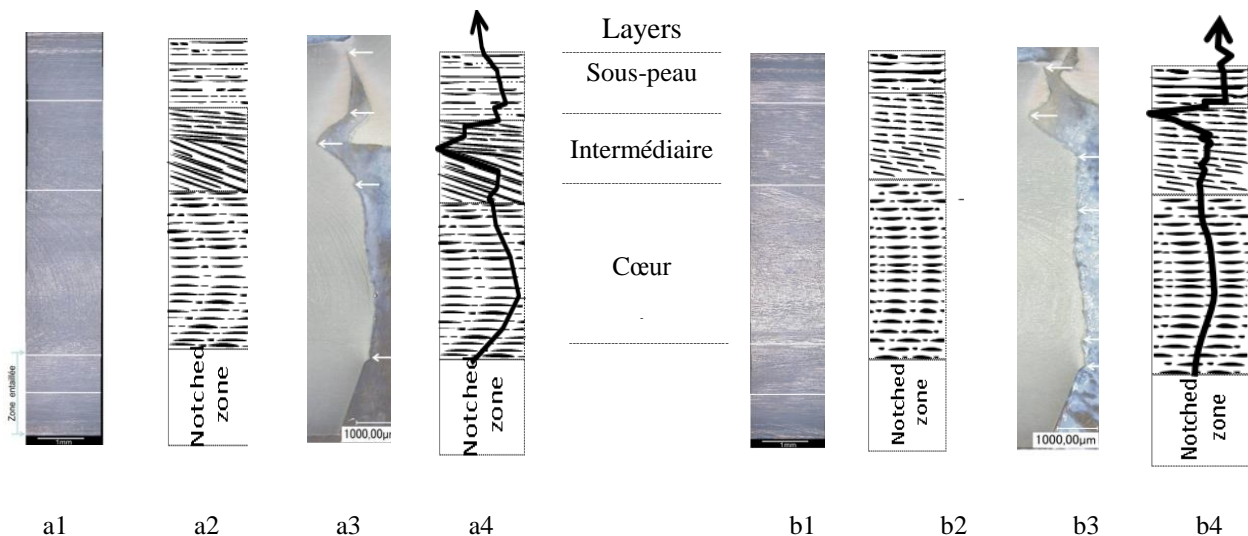 Layers
Sous-peau
Intermédiaire
Cœur
Zone entaillée
1mm
Notched
zone
1000,00µm
Notched
zone
1mm
Notched
zone
1000,00µm
Notched
zone
a1 a2 a3 a4 b1 b2 b3 b4